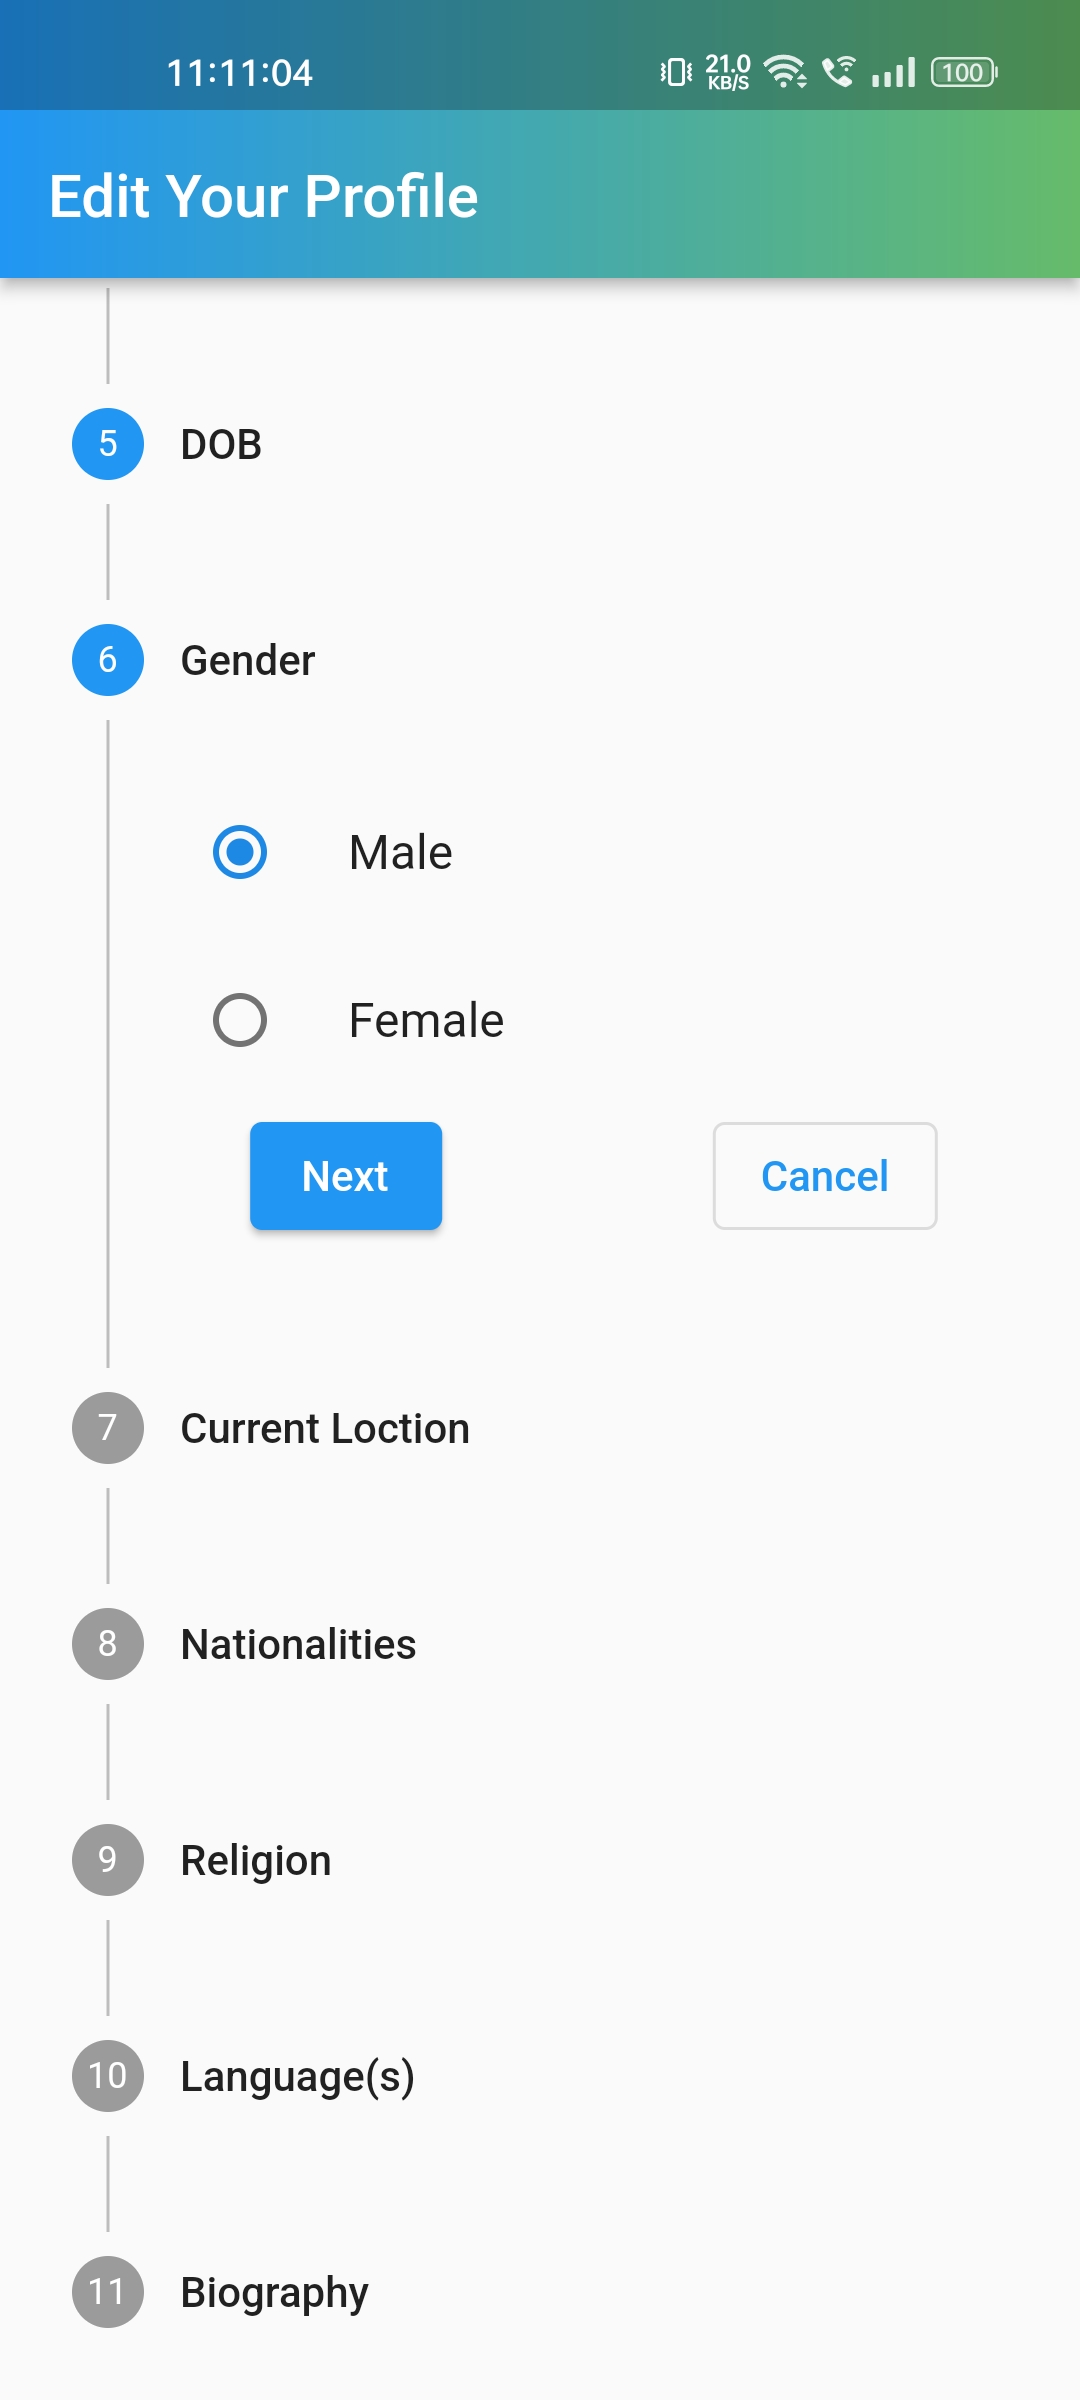 11:11:04
21.0
KB/S
100
Edit Your Profile
5 DOB
6 Gender
Male
Female
Next Cancel
7 Current Loction
8 Nationalities
9 Religion
10 Language(s)
11 Biography